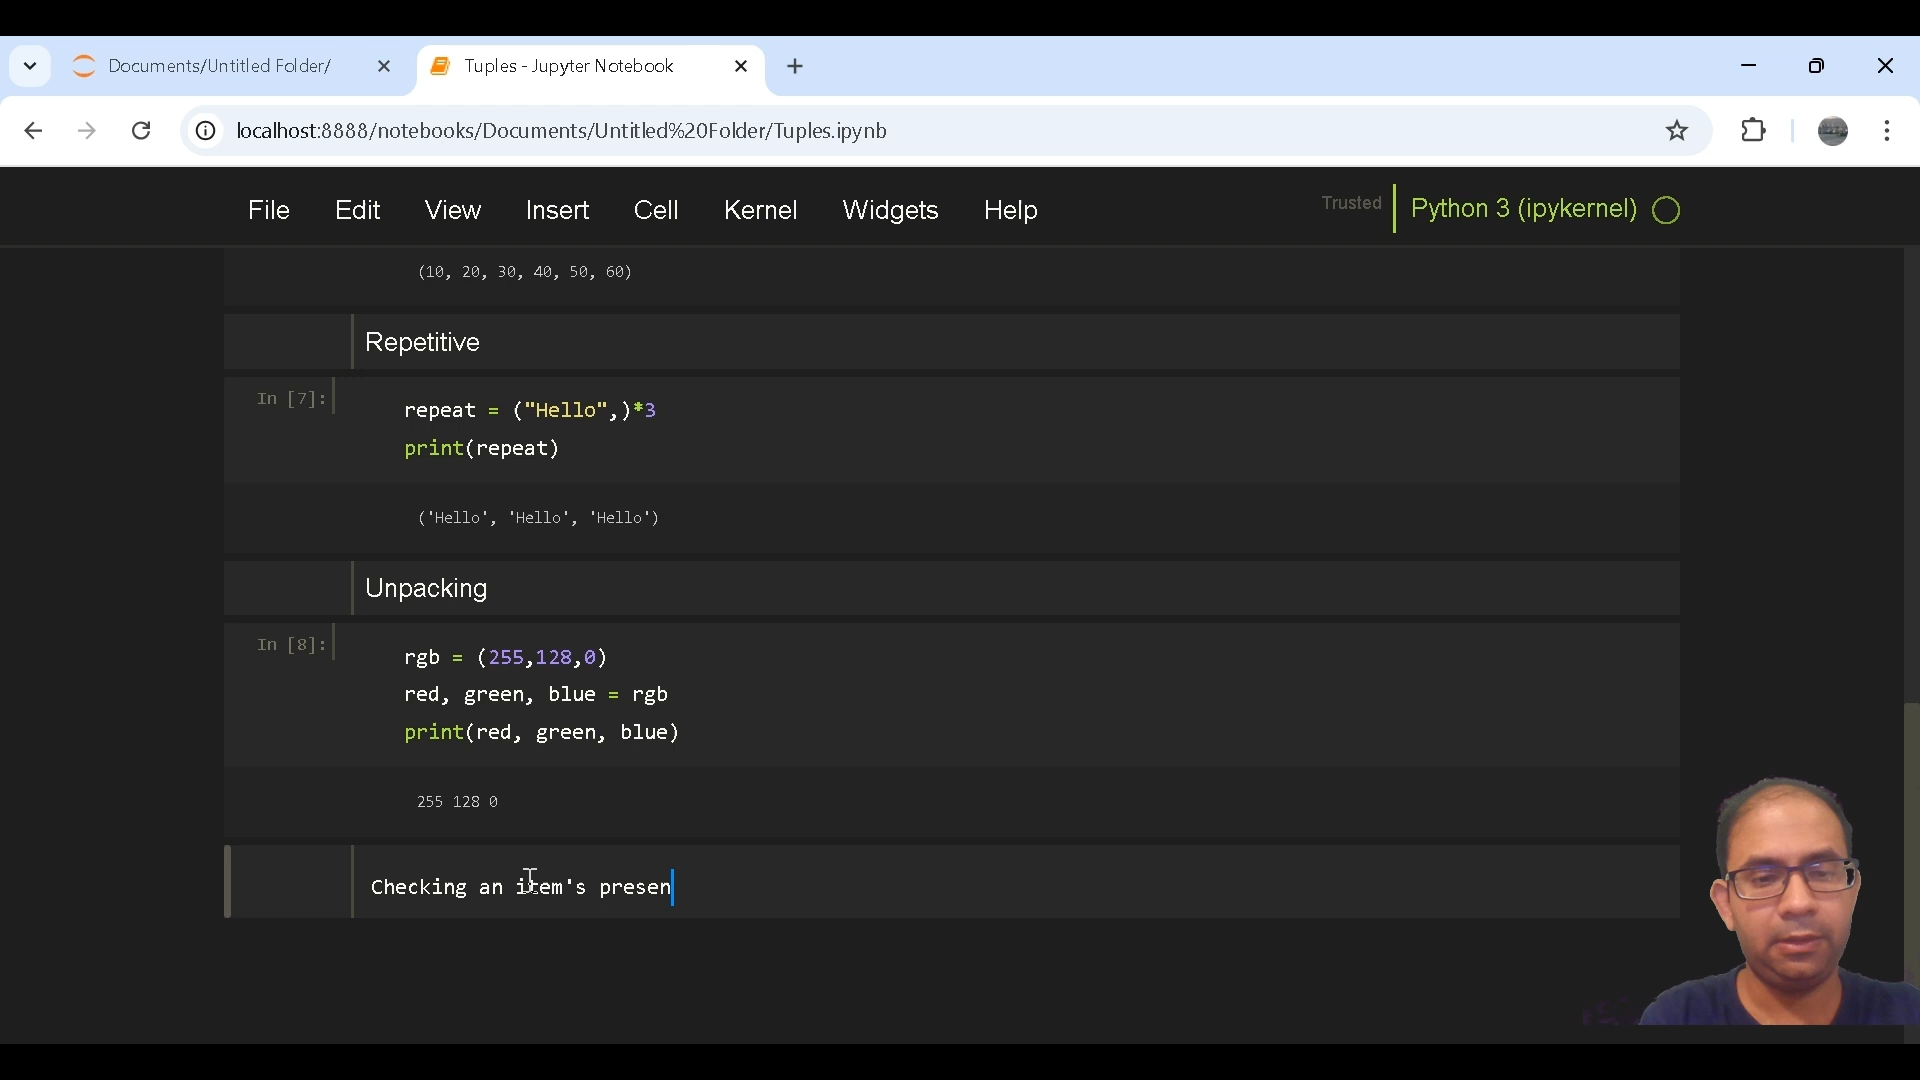 Documents/Untitled Folder/
Tuples - Jupyter Notebook
localhost:8888/notebooks/Documents/Untitled%20Folder/Tuples.ipynb
File Edit View Insert Cell Kernel Widgets Help
Trusted
Python 3 (ipykernel)
(10, 20, 30, 40, 50, 60)
Repetitive
In [7]:
repeat = ("Hello",)*3
print(repeat)
('Hello', 'Hello', 'Hello')
Unpacking
In [8]:
rgb = (255,128,0)
red, green, blue = rgb
print(red, green, blue)
255 128 0
Checking an item's presen